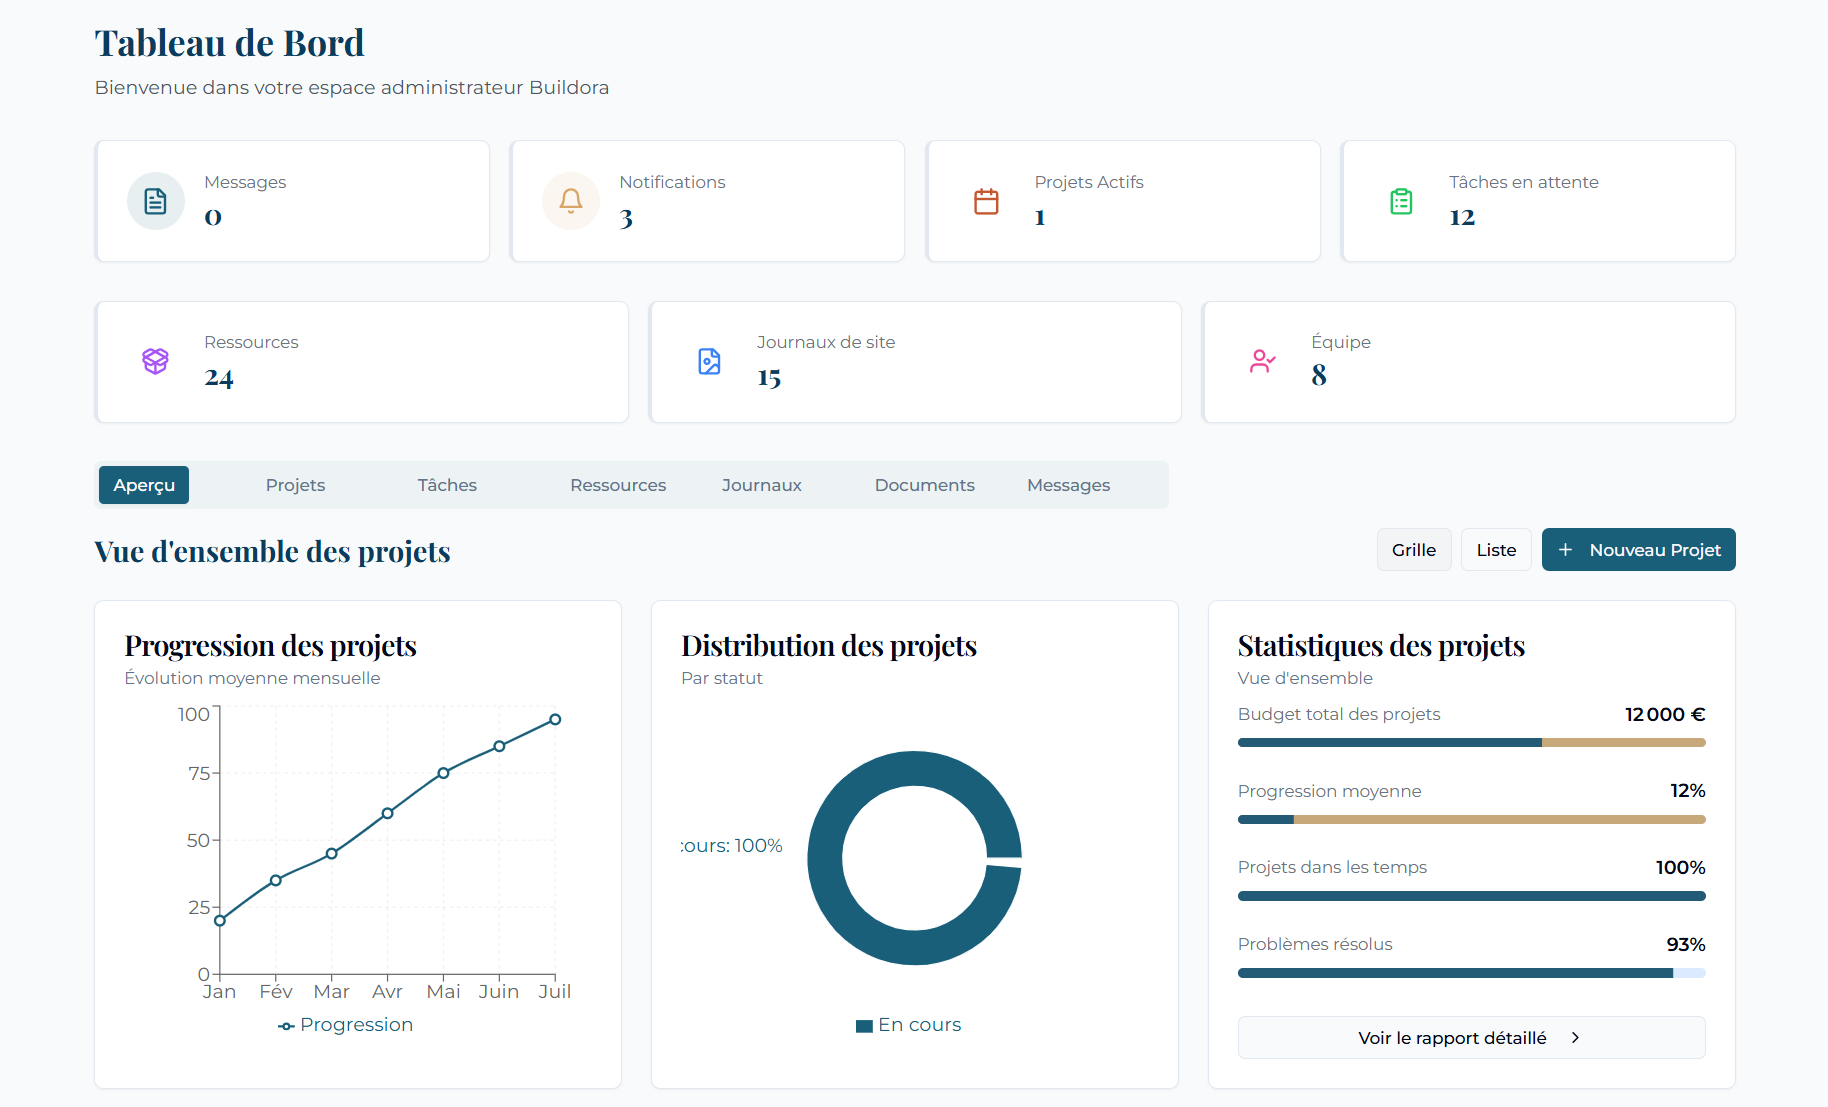 Tableau de Bord
Bienvenue dans votre espace administrateur Buildora
Messages
0
Notifications
3
Projets Actifs
1
Tâches en attente
12
Ressources
24
Journaux de site
15
Équipe
8
Aperçu Projets Tâches Ressources Journaux Documents Messages
Vue d'ensemble des projets
Grille Liste + Nouveau Projet
Progression des projets
Évolution moyenne mensuelle
100
75
50
25
0
Jan Fév Mar Avr Mai Juin Juil
Progression
Distribution des projets
Par statut
cours: 100%
En cours
Statistiques des projets
Vue d'ensemble
Budget total des projets 12 000 €
Progression moyenne 12%
Projets dans les temps 100%
Problèmes résolus 93%
Voir le rapport détaillé